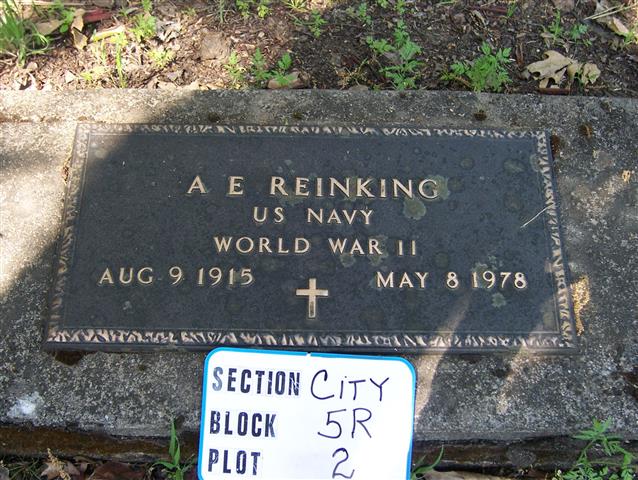 A E REINKING
US NAVY
WORLD WAR II
AUG 9 1915 MAY 8 1978
SECTION CITY
BLOCK 5R
PLOT 2